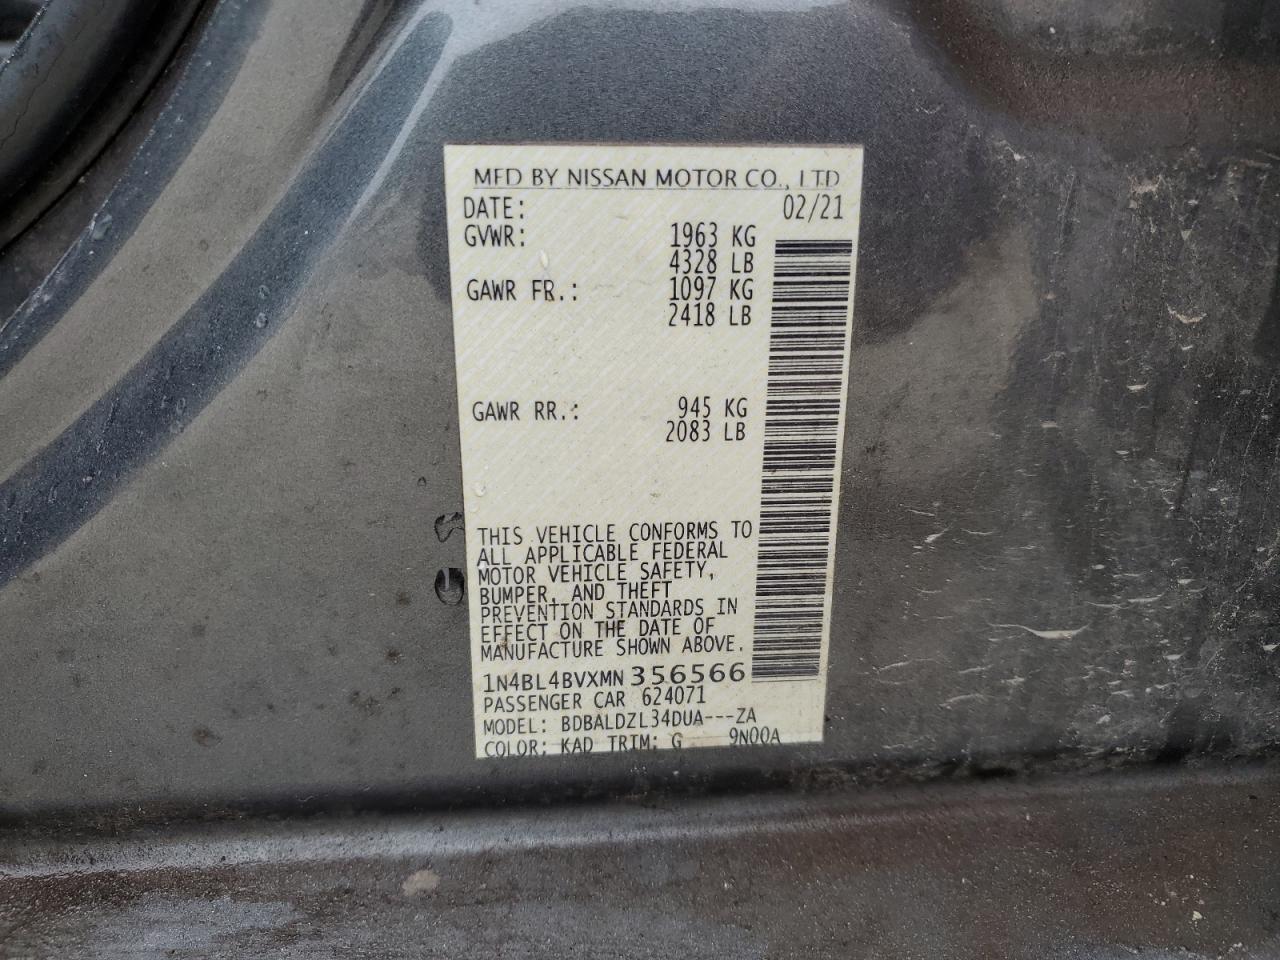 MFD BY NISSAN MOTOR CO., LTD
DATE: 02/21
GVWR: 1963 KG
4328 LB
GAWR FR.: 1097 KG
2418 LB
GAWR RR.: 945 KG
2083 LB
THIS VEHICLE CONFORMS TO
ALL APPLICABLE FEDERAL
MOTOR VEHICLE SAFETY,
BUMPER, AND THEFT
PREVENTION STANDARDS IN
EFFECT ON THE DATE OF
MANUFACTURE SHOWN ABOVE.
1N4BL4BVXMN356566
PASSENGER CAR 624071
MODEL: BDBALDZL34DUA---ZA
COLOR: KAD TRIM: G 9N00A